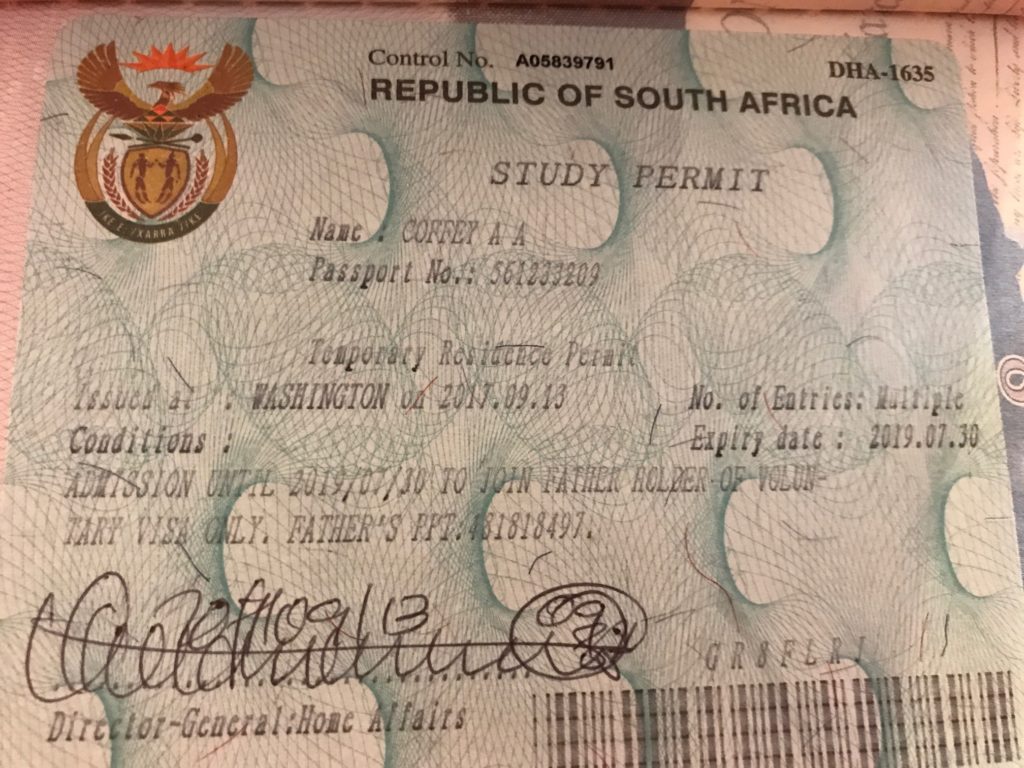 Control No. A05839791
DHA-1635
REPUBLIC OF SOUTH AFRICA
STUDY PERMIT
Name : COFFEY A A
Passport No.: 561233209
Temporary Residence Permit
Issued at : WASHINGTON on 2017.09.13
No. of Entries: Multiple
Conditions :
Expiry date : 2019.07.30
ADMISSION UNTIL 2019/07/30 TO JOIN FATHER HOLDER OF VOLUN-
TARY VISA ONLY. FATHER'S PPT:481818497.
2017/09/13
Director-General:Home Affairs